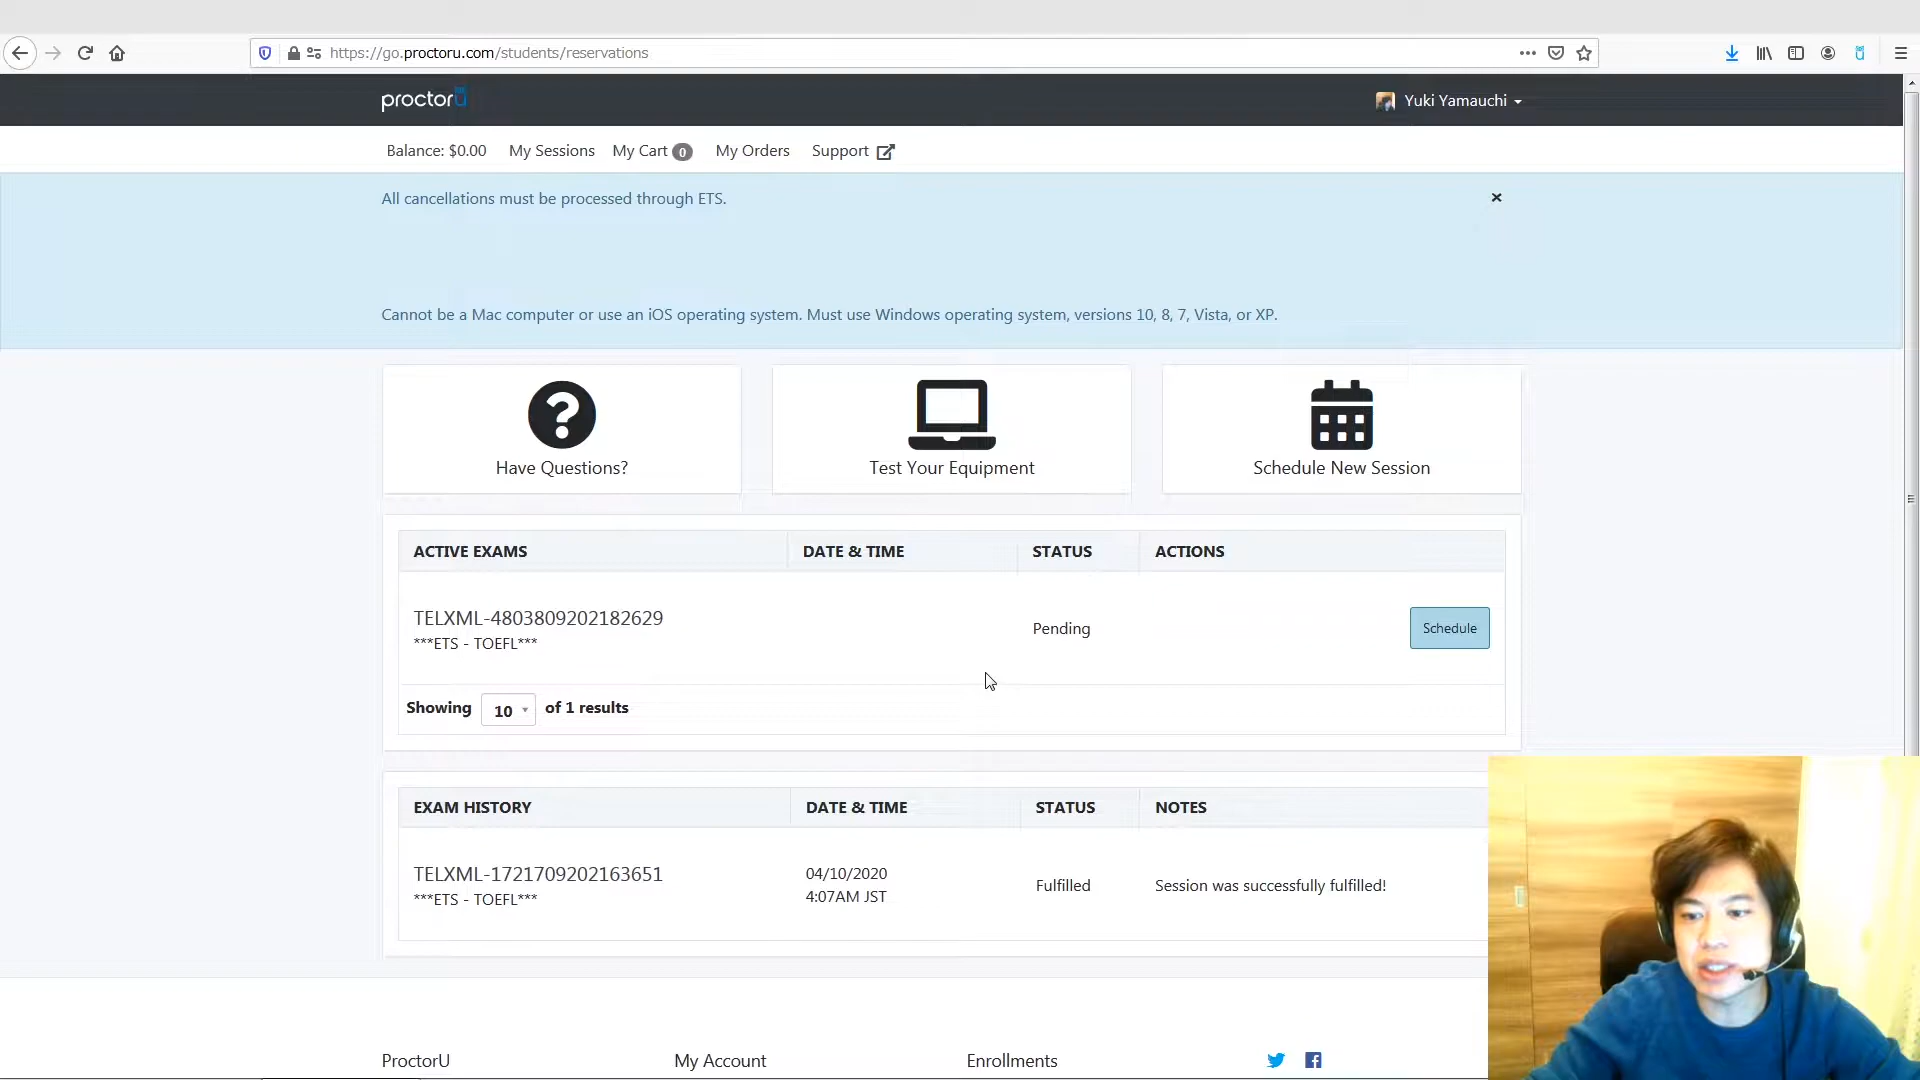 https://go.proctoru.com/students/reservations
proctorU
Yuki Yamauchi
Balance: $0.00 My Sessions My Cart 0 My Orders Support
All cancellations must be processed through ETS.
Cannot be a Mac computer or use an iOS operating system. Must use Windows operating system, versions 10, 8, 7, Vista, or XP.
Have Questions?
Test Your Equipment
Schedule New Session
ACTIVE EXAMS DATE & TIME STATUS ACTIONS
TELXML-4803809202182629
***ETS - TOEFL***
Pending
Schedule
Showing 10 of 1 results
EXAM HISTORY DATE & TIME STATUS NOTES
TELXML-1721709202163651
***ETS - TOEFL***
04/10/2020
4:07AM JST
Fulfilled
Session was successfully fulfilled!
ProctorU My Account Enrollments